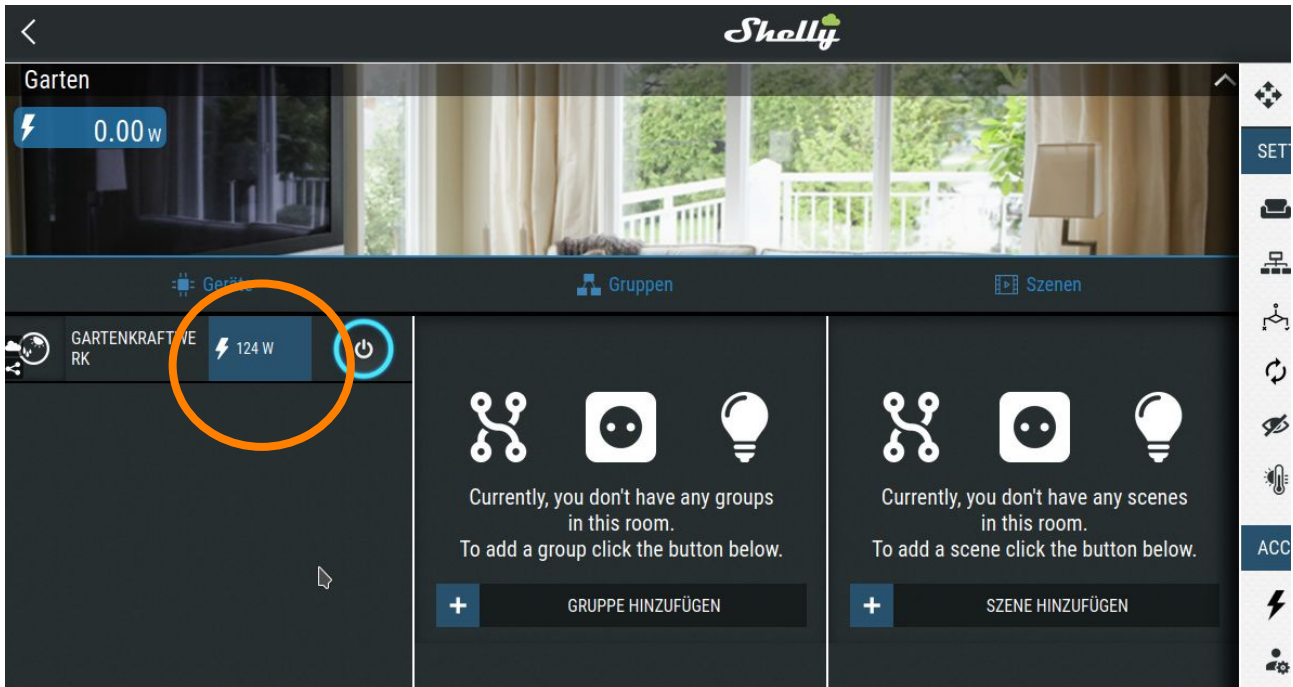 Shelly
Garten
0.00 W
SETT
Geräte
Gruppen
Szenen
GARTENKRAFTWE
RK
124 W
Currently, you don't have any groups
in this room.
To add a group click the button below.
GRUPPE HINZUFÜGEN
Currently, you don't have any scenes
in this room.
To add a scene click the button below.
SZENE HINZUFÜGEN
ACC